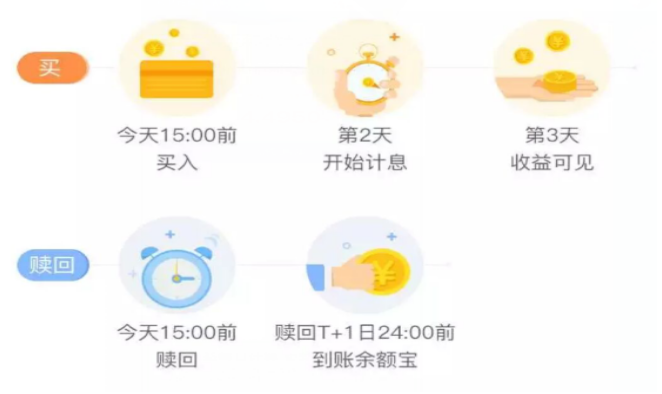 买
今天15:00前
买入
第2天
开始计息
第3天
收益可见
赎回
今天15:00前
赎回
赎回T+1日24:00前
到账余额宝